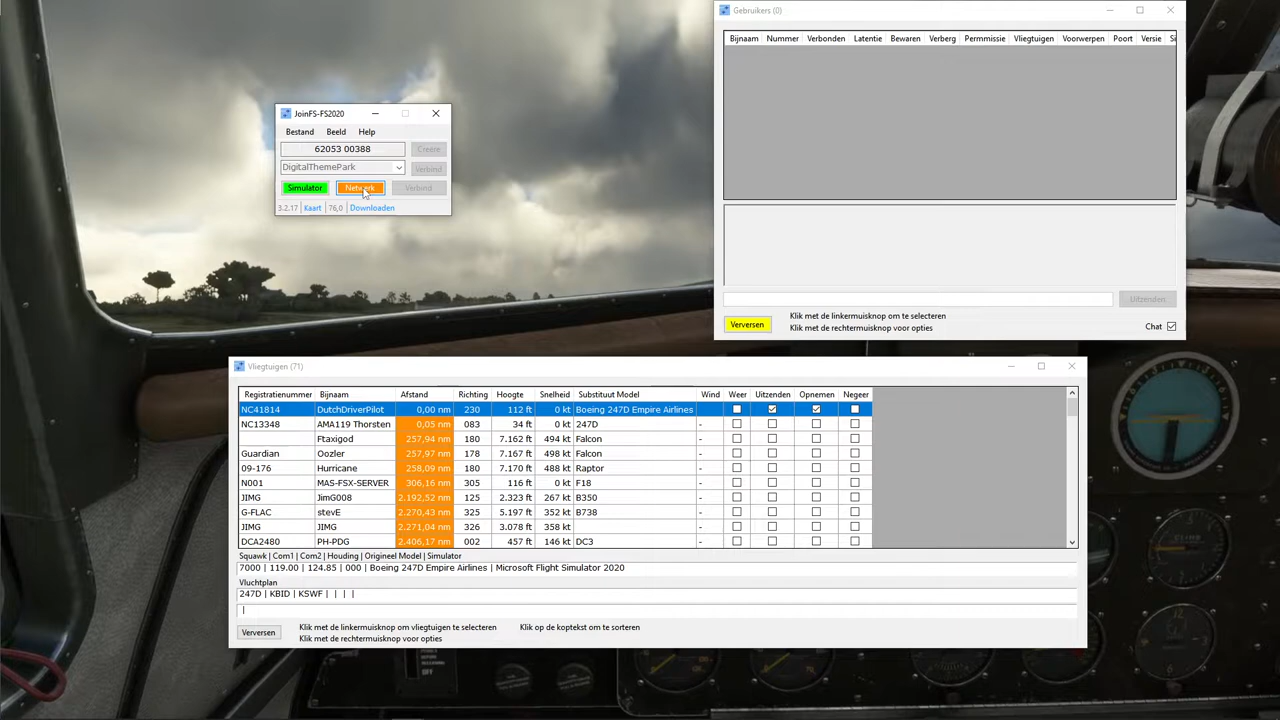 Gebruikers (0)
Bijnaam Nummer Verbonden Latentie Bewaren Verberg Permmissie Vliegtuigen Voorwerpen Poort Versie Si
Uitzenden
Verversen
Klik met de linkermuisknop om te selecteren
Klik met de rechtermuisknop voor opties
Chat
JoinFS-FS2020
Bestand Beeld Help
62053 00388 Creëre
DigitalThemePark Verbind
Simulator Netwerk Verbind
3.2.17 Kaart 76,0 Downloaden
Vliegtuigen (71)
Registratienummer Bijnaam Afstand Richting Hoogte Snelheid Substituut Model Wind Weer Uitzenden Opnemen Negeer
NC41814 DutchDriverPilot 0,00 nm 230 112 ft 0 kt Boeing 247D Empire Airlines
NC13348 AMA119 Thorsten 0,05 nm 083 34 ft 0 kt 247D -
Ftaxigod 257,94 nm 180 7.162 ft 494 kt Falcon -
Guardian Oozler 257,97 nm 178 7.167 ft 498 kt Falcon -
09-176 Hurricane 258,09 nm 180 7.170 ft 488 kt Raptor -
N001 MAS-FSX-SERVER 306,16 nm 305 116 ft 0 kt F18 -
JIMG JimG008 2.192,52 nm 125 2.323 ft 267 kt B350 -
G-FLAC stevE 2.270,43 nm 325 5.197 ft 352 kt B738 -
JIMG JIMG 2.271,04 nm 326 3.078 ft 358 kt -
DCA2480 PH-PDG 2.406,17 nm 002 457 ft 146 kt DC3 -
Squawk | Com1 | Com2 | Houding | Origineel Model | Simulator
7000 | 119.00 | 124.85 | 000 | Boeing 247D Empire Airlines | Microsoft Flight Simulator 2020
Vluchtplan
247D | KBID | KSWF | | | |
|
Verversen
Klik met de linkermuisknop om vliegtuigen te selecteren Klik op de koptekst om te sorteren
Klik met de rechtermuisknop voor opties
OFF